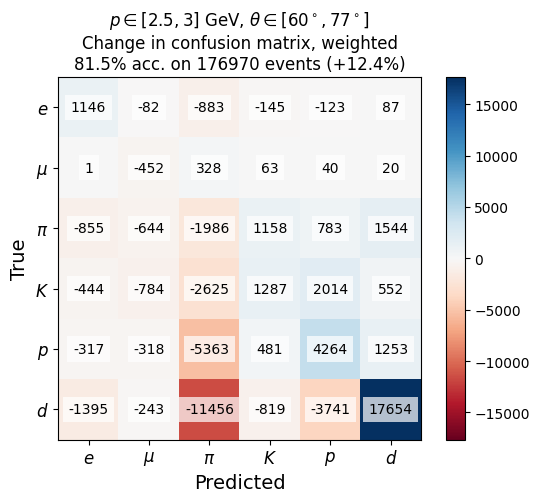 p ∈ [2.5, 3] GeV, θ ∈ [60°, 77°]
Change in confusion matrix, weighted
81.5% acc. on 176970 events (+12.4%)
e 1146 -82 -883 -145 -123 87
μ 1 -452 328 63 40 20
π -855 -644 -1986 1158 783 1544
K -444 -784 -2625 1287 2014 552
p -317 -318 -5363 481 4264 1253
d -1395 -243 -11456 -819 -3741 17654
e μ π K p d
True
Predicted
15000
10000
5000
0
−5000
−10000
−15000